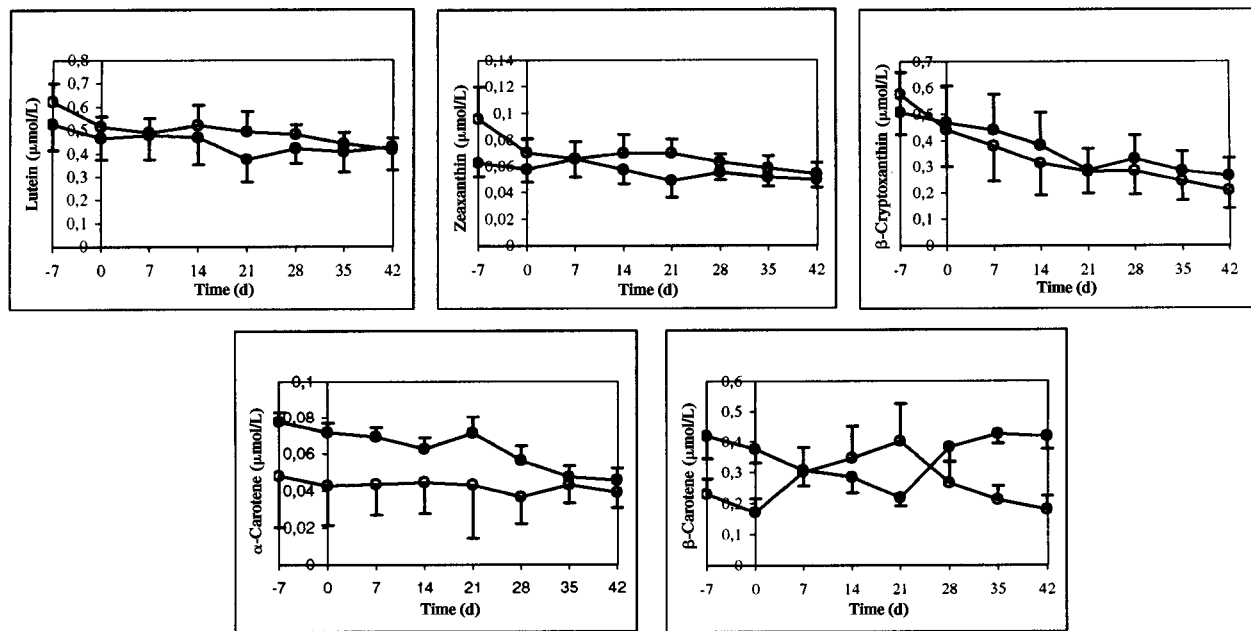 Lutein (μmol/L)
0,8
0,7
0,6
0,5
0,4
0,3
0,2
0,1
0
-7 0 7 14 21 28 35 42
Time (d)
Zeaxanthin (μmol/L)
0,14
0,12
0,1
0,08
0,06
0,04
0,02
0
-7 0 7 14 21 28 35 42
Time (d)
β-Cryptoxanthin (μmol/L)
0,7
0,6
0,5
0,4
0,3
0,2
0,1
0
-7 0 7 14 21 28 35 42
Time (d)
α-Carotene (μmol/L)
0,1
0,08
0,06
0,04
0,02
0
-7 0 7 14 21 28 35 42
Time (d)
β-Carotene (μmol/L)
0,6
0,5
0,4
0,3
0,2
0,1
0
-7 0 7 14 21 28 35 42
Time (d)